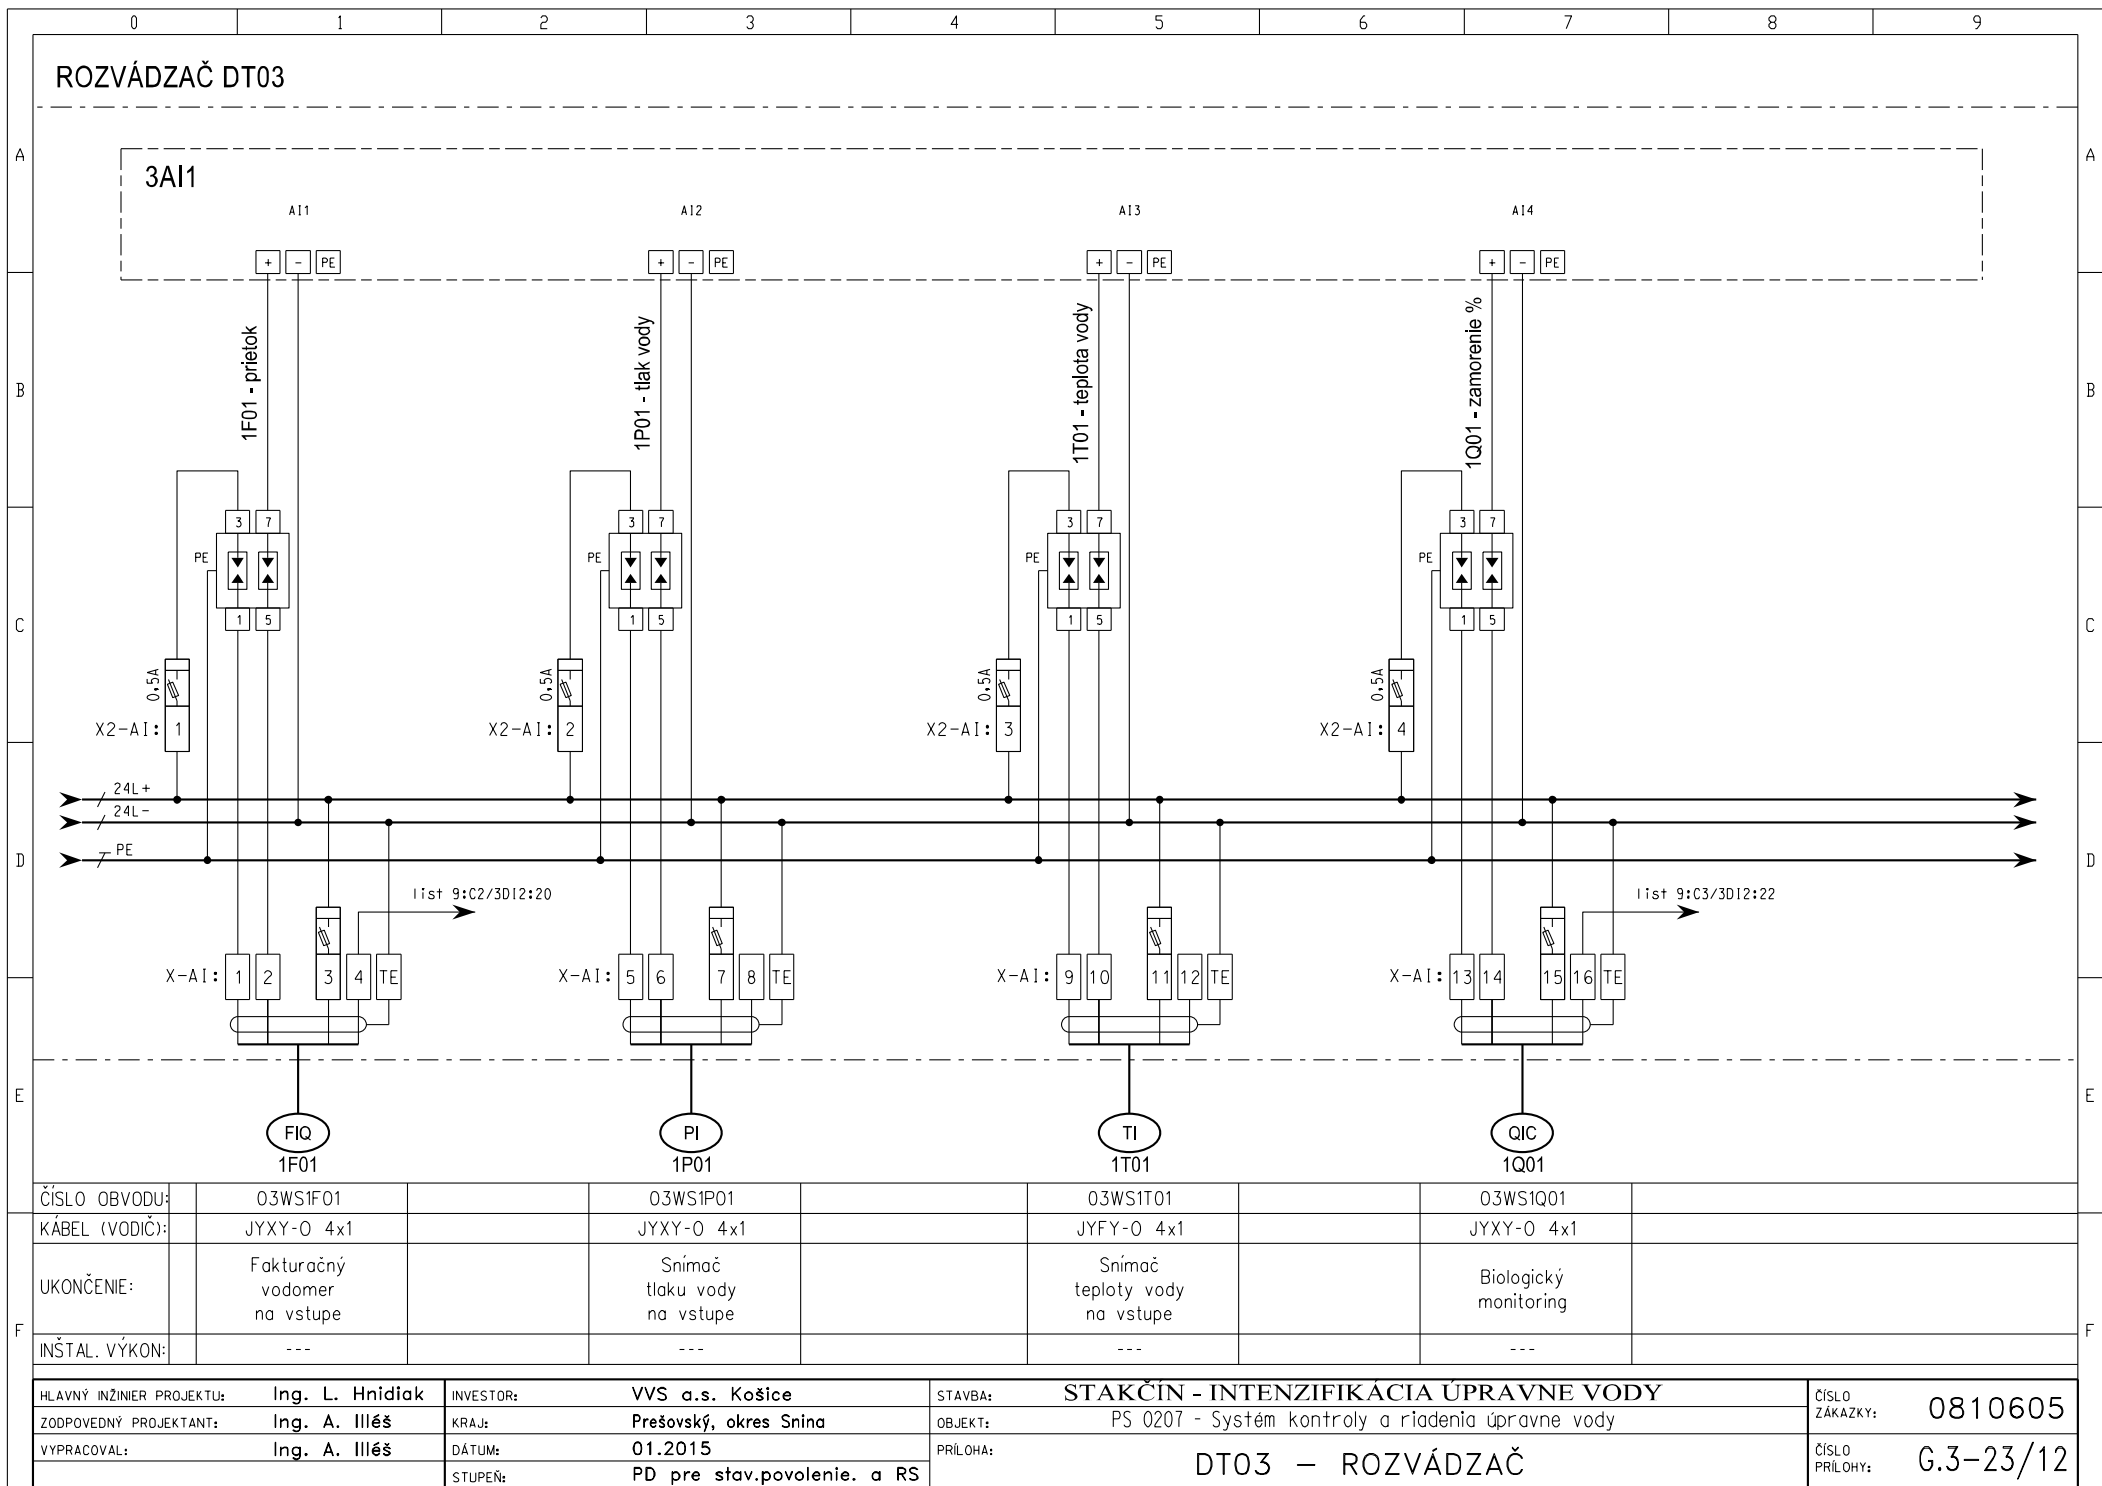 0 1 2 3 4 5 6 7 8 9
ROZVÁDZAČ DT03
A A
3AI1
AI1 AI2 AI3 AI4
+ - PE + - PE + - PE + - PE
1F01 - prietok
1P01 - tlak vody
1T01 - teplota vody
1Q01 - zamorenie %
B B
3 7 3 7 3 7 3 7
PE PE PE PE
1 5 1 5 1 5 1 5
C C
0,5A 0,5A 0,5A 0,5A
X2-AI: 1 X2-AI: 2 X2-AI: 3 X2-AI: 4
24L+
24L-
PE
D D
list 9:C2/3DI2:20 list 9:C3/3DI2:22
X-AI: 1 2 3 4 TE X-AI: 5 6 7 8 TE X-AI: 9 10 11 12 TE X-AI: 13 14 15 16 TE
E E
FIQ PI TI QIC
1F01 1P01 1T01 1Q01
ČÍSLO OBVODU: 03WS1F01 03WS1P01 03WS1T01 03WS1Q01
KÁBEL (VODIČ): JYXY-O 4x1 JYXY-O 4x1 JYFY-O 4x1 JYXY-O 4x1
UKONČENIE:
Fakturačný
vodomer
na vstupe
Snímač
tlaku vody
na vstupe
Snímač
teploty vody
na vstupe
Biologický
monitoring
F F
INŠTAL. VÝKON: --- --- --- ---
HLAVNÝ INŽINIER PROJEKTU: Ing. L. Hnidiak
ZODPOVEDNÝ PROJEKTANT: Ing. A. Illéš
VYPRACOVAL: Ing. A. Illéš
INVESTOR: VVS a.s. Košice
KRAJ: Prešovský, okres Snina
DÁTUM: 01.2015
STUPEŇ: PD pre stav.povolenie. a RS
STAVBA: STAKČÍN - INTENZIFIKÁCIA ÚPRAVNE VODY
OBJEKT: PS 0207 - Systém kontroly a riadenia úpravne vody
PRÍLOHA: DT03 - ROZVÁDZAČ
ČÍSLO
ZÁKAZKY: 0810605
ČÍSLO
PRÍLOHY: G.3-23/12